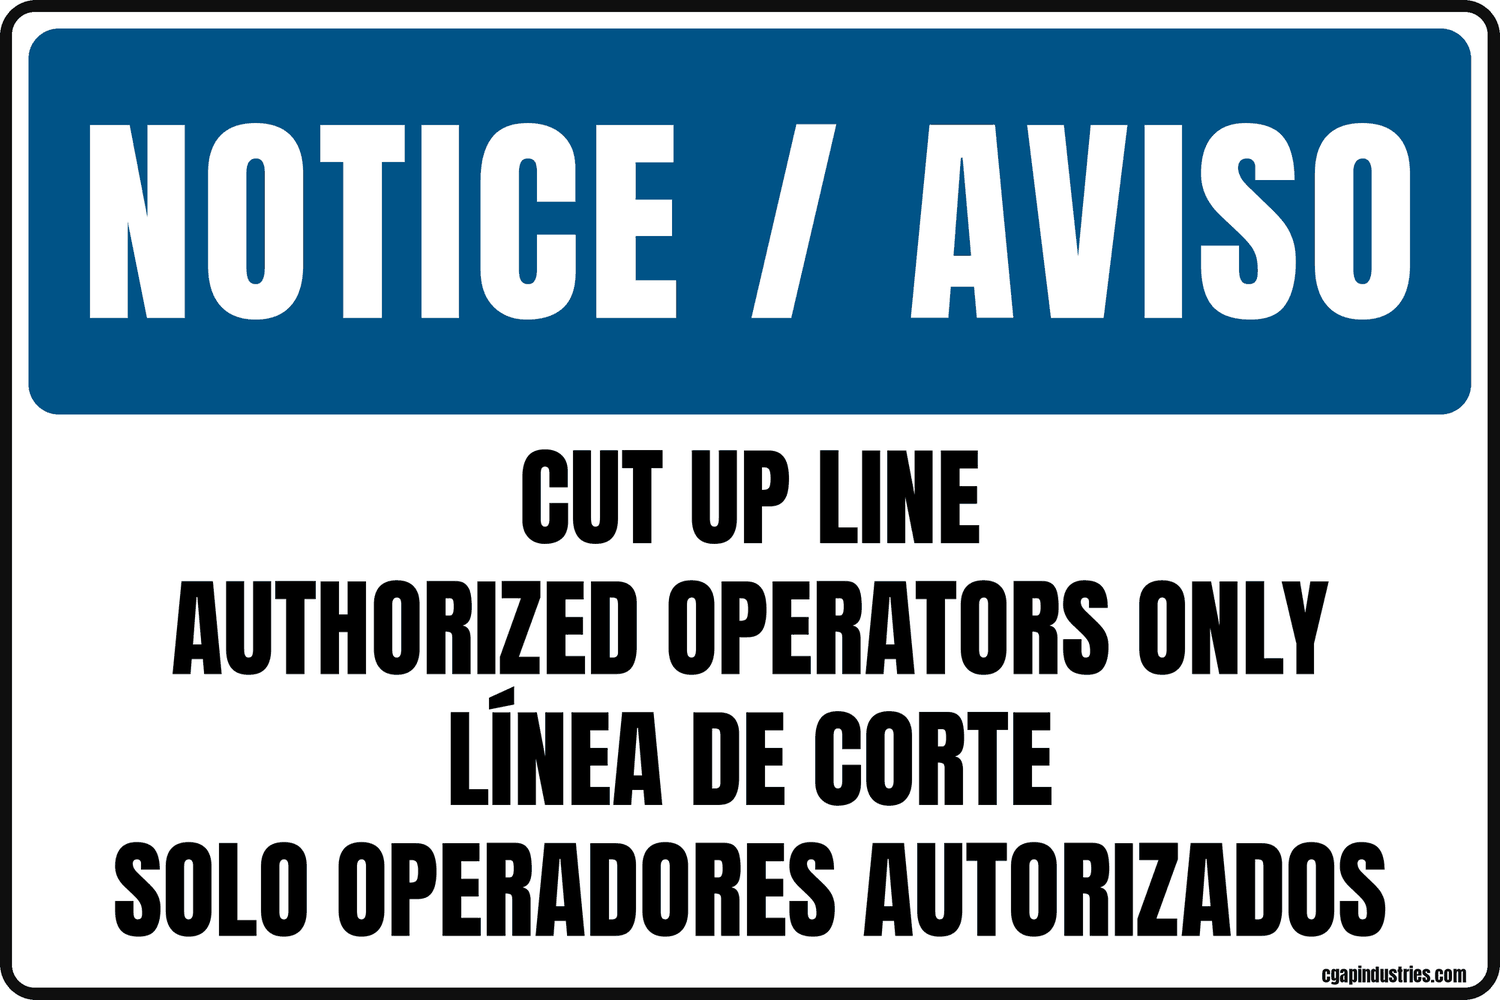 NOTICE / AVISO
CUT UP LINE
AUTHORIZED OPERATORS ONLY
LÍNEA DE CORTE
SOLO OPERADORES AUTORIZADOS
cgapindustries.com